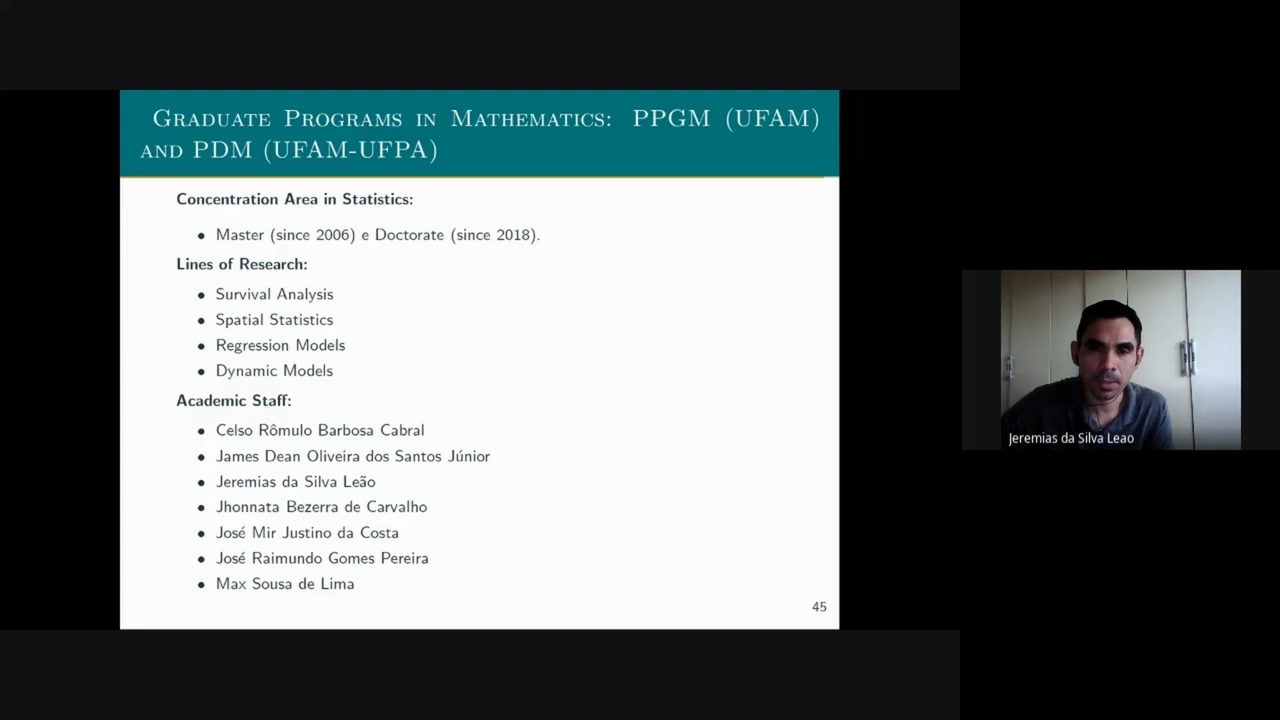 Graduate Programs in Mathematics: PPGM (UFAM)
and PDM (UFAM-UFPA)
Concentration Area in Statistics:
• Master (since 2006) e Doctorate (since 2018).
Lines of Research:
• Survival Analysis
• Spatial Statistics
• Regression Models
• Dynamic Models
Academic Staff:
• Celso Rômulo Barbosa Cabral
• James Dean Oliveira dos Santos Júnior
• Jeremias da Silva Leão
• Jhonnata Bezerra de Carvalho
• José Mir Justino da Costa
• José Raimundo Gomes Pereira
• Max Sousa de Lima
45
Jeremias da Silva Leao